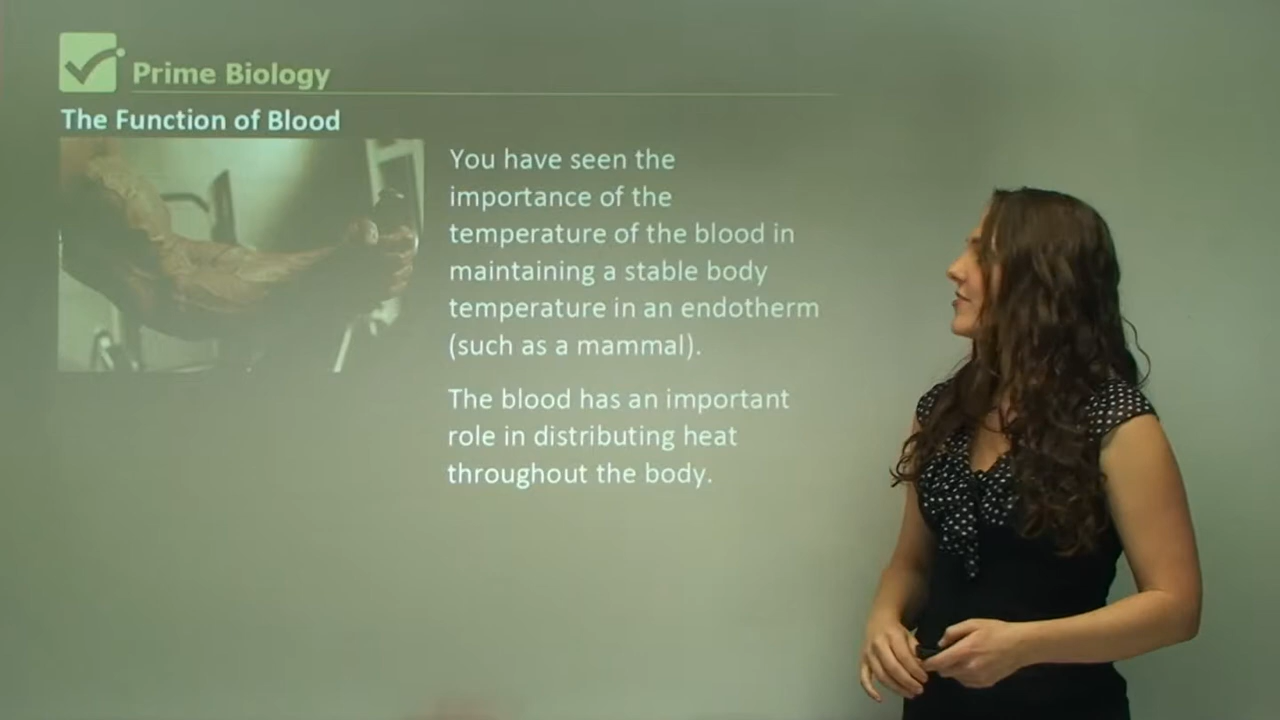 Prime Biology
The Function of Blood
You have seen the
importance of the
temperature of the blood in
maintaining a stable body
temperature in an endotherm
(such as a mammal).
The blood has an important
role in distributing heat
throughout the body.